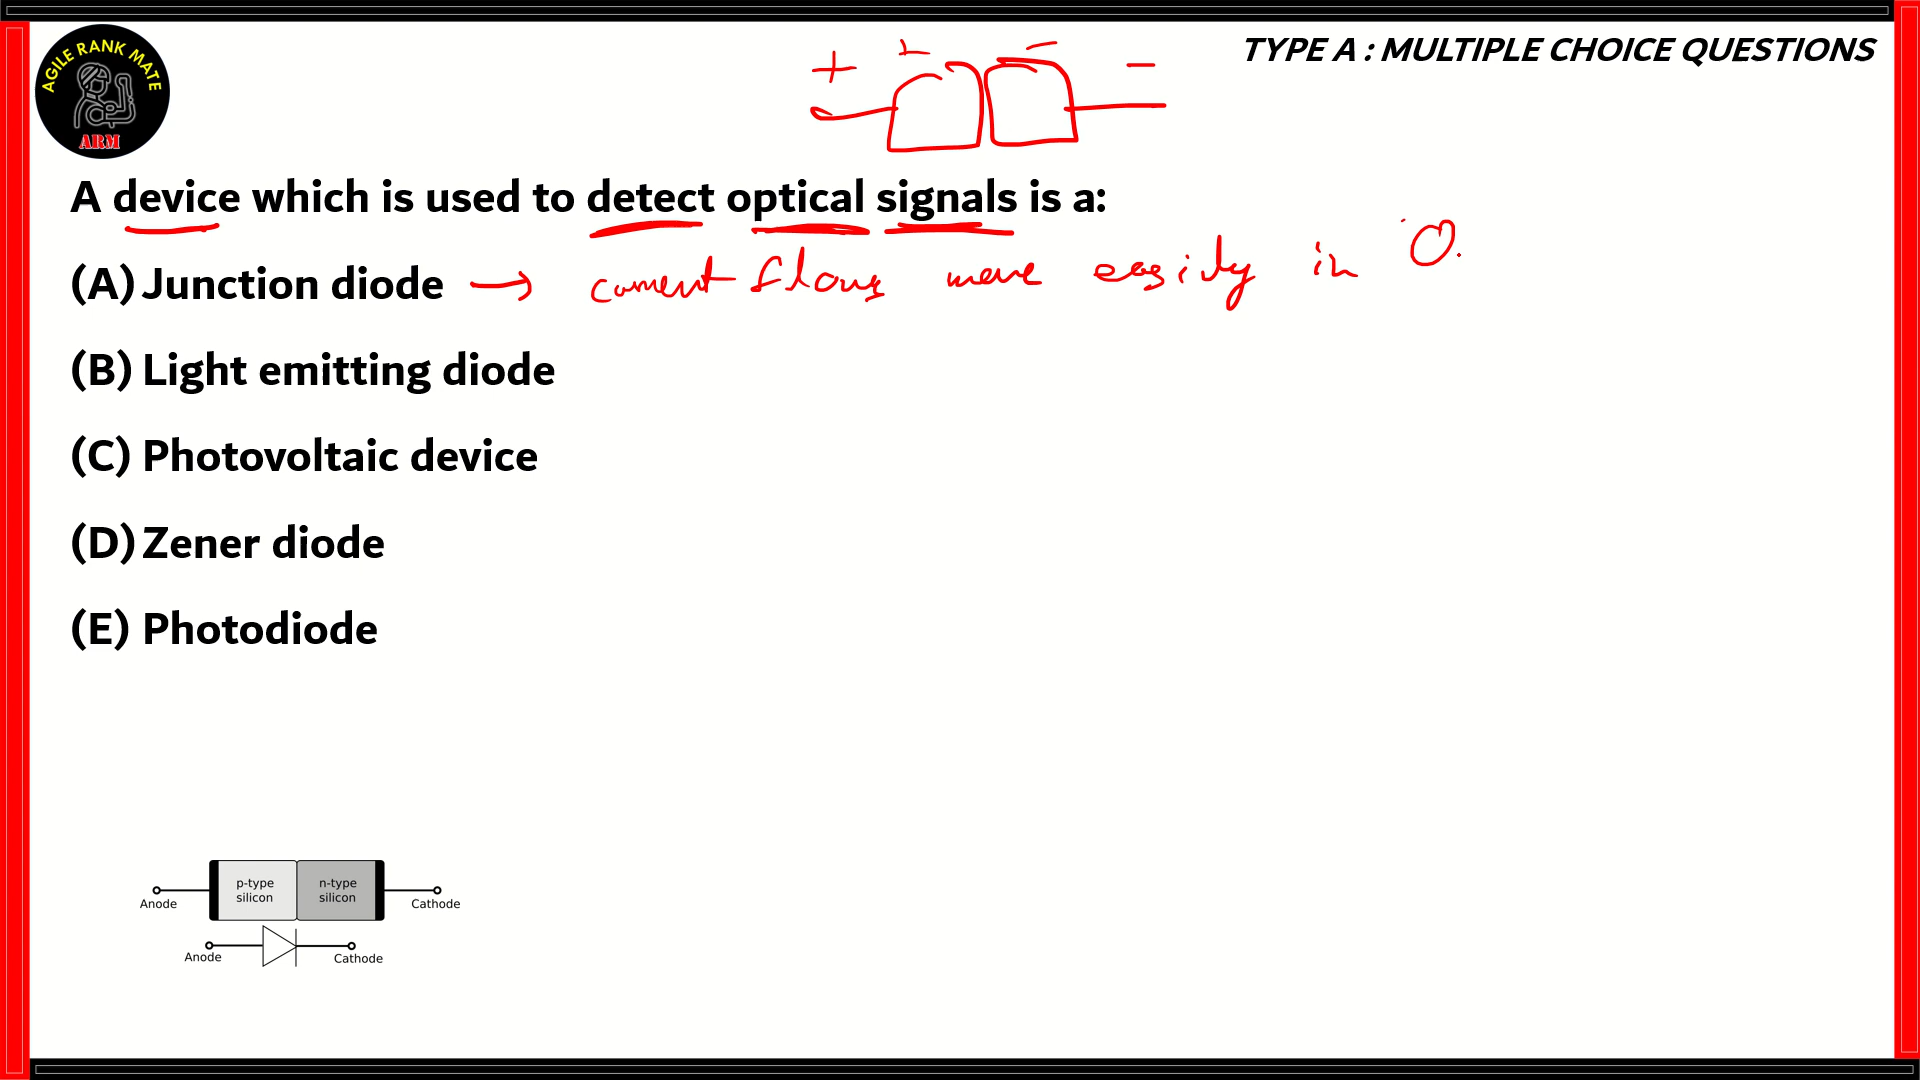 AGILE RANK MATE
ARM
TYPE A : MULTIPLE CHOICE QUESTIONS
+ -
A device which is used to detect optical signals is a:
(A) Junction diode → current flows more easily in O
(B) Light emitting diode
(C) Photovoltaic device
(D) Zener diode
(E) Photodiode
p-type silicon
n-type silicon
Anode
Cathode
Anode
Cathode